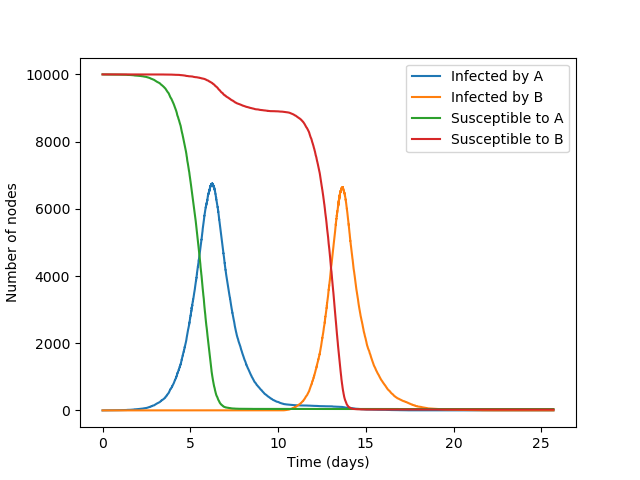 Infected by A
Infected by B
Susceptible to A
Susceptible to B
Number of nodes
10000
8000
6000
4000
2000
0
0 5 10 15 20 25
Time (days)